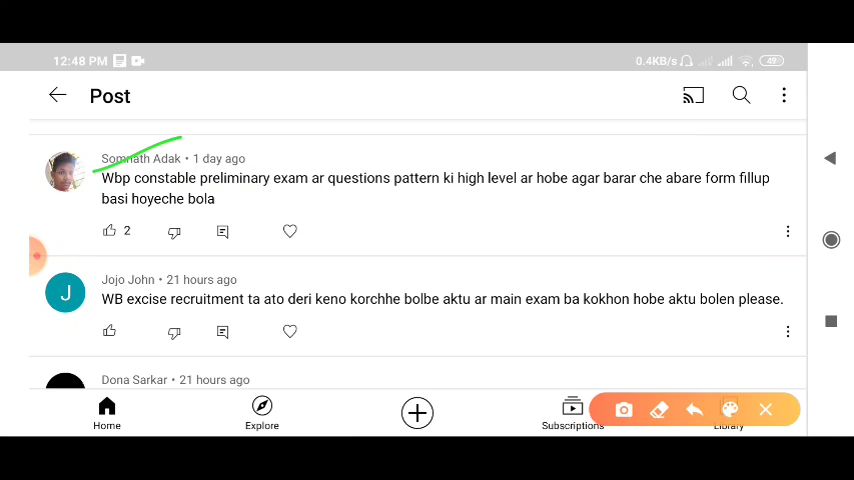 12:48 PM 0.4KB/s 49
Post
Somnath Adak • 1 day ago
Wbp constable preliminary exam ar questions pattern ki high level ar hobe agar barar che abare form fillup
basi hoyeche bola
2
J
Jojo John • 21 hours ago
WB excise recruitment ta ato deri keno korchhe bolbe aktu ar main exam ba kokhon hobe aktu bolen please.
Dona Sarkar • 21 hours ago
Home Explore Subscriptions Library